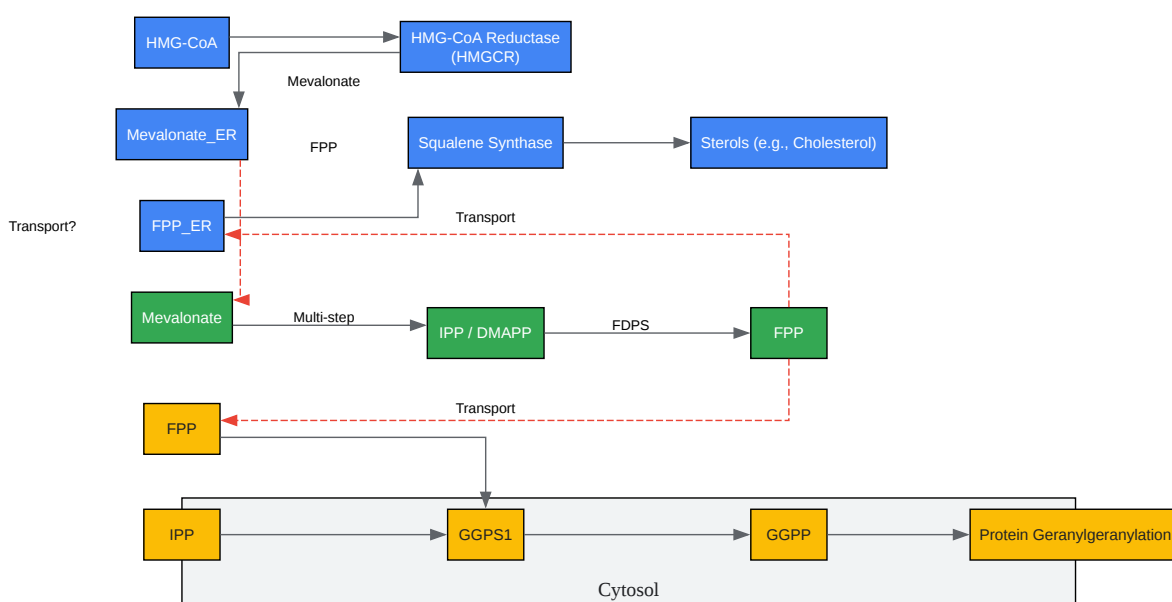 HMG-CoA
HMG-CoA Reductase
(HMGCR)
Mevalonate
Mevalonate_ER
FPP
Squalene Synthase
Sterols (e.g., Cholesterol)
Transport?
FPP_ER
Transport
Mevalonate
Multi-step
IPP / DMAPP
FDPS
FPP
Transport
FPP
IPP
GGPS1
GGPP
Protein Geranylgeranylation
Cytosol